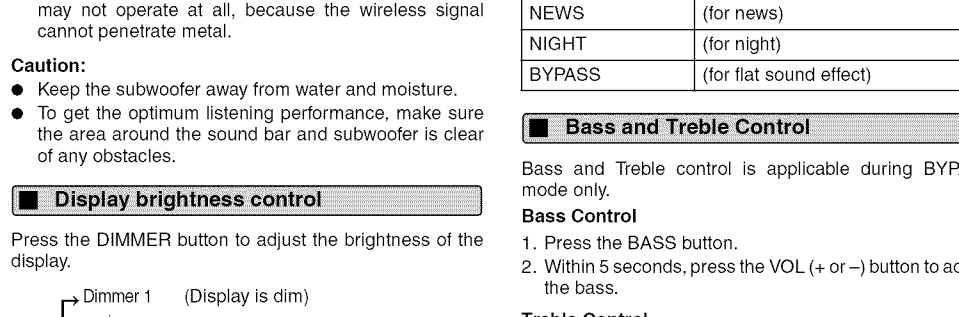 may not operate at all, because the wireless signal
cannot penetrate metal.
Caution:
● Keep the subwoofer away from water and moisture.
● To get the optimum listening performance, make sure
the area around the sound bar and subwoofer is clear
of any obstacles.
■ Display brightness control
Press the DIMMER button to adjust the brightness of the
display.
Dimmer 1 (Display is dim)
NEWS (for news)
NIGHT (for night)
BYPASS (for flat sound effect)
■ Bass and Treble Control
Bass and Treble control is applicable during
mode only.
Bass Control
1. Press the BASS button.
2. Within 5 seconds, press the VOL (+ or –) button to
the bass.
Treble Control